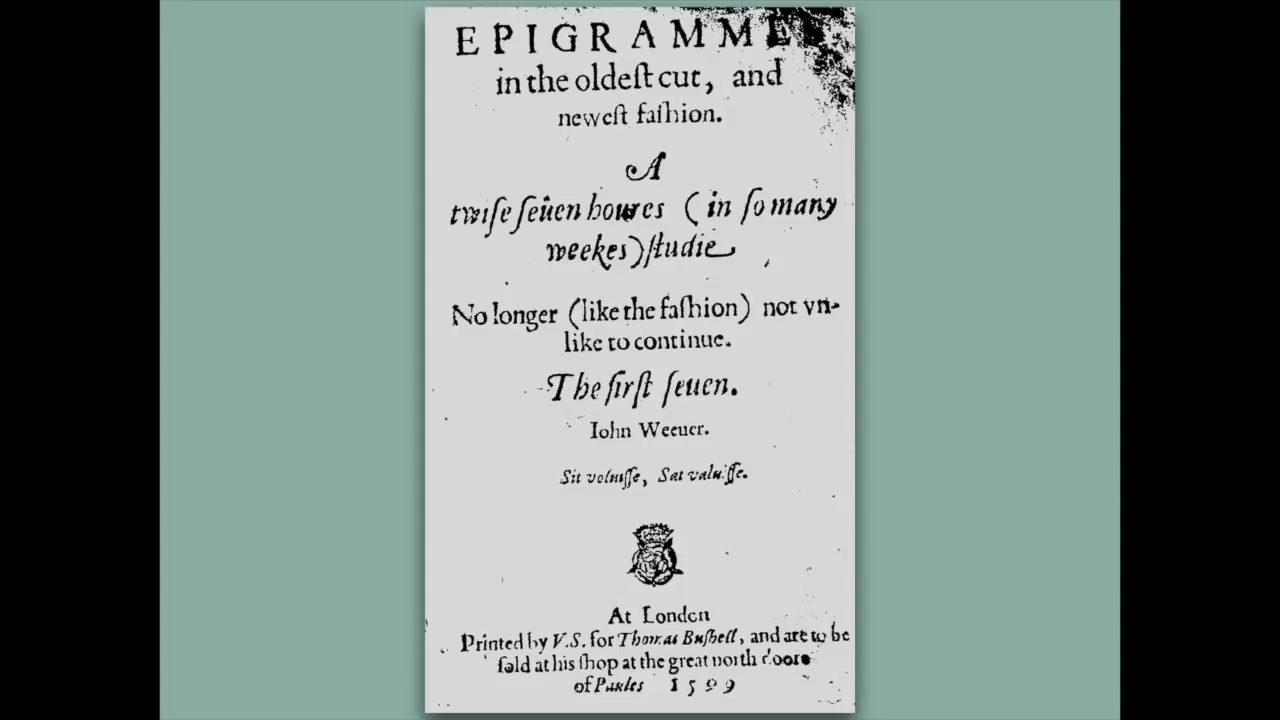 EPIGRAMMES
in the oldeſt cut, and
neweſt faſhion.
A
twiſe ſeûen houres (in ſo many
weekes) ſtudie
No longer (like the faſhion) not vn-
like to continue.
The firſt ſeuen.
Iohn Weeuer.
Sit voluiſſe, Sat valuiſſe.
At London
Printed by V.S. for Thomas Buſhell, and are to be
ſold at his ſhop at the great north doore
of Paules 1599